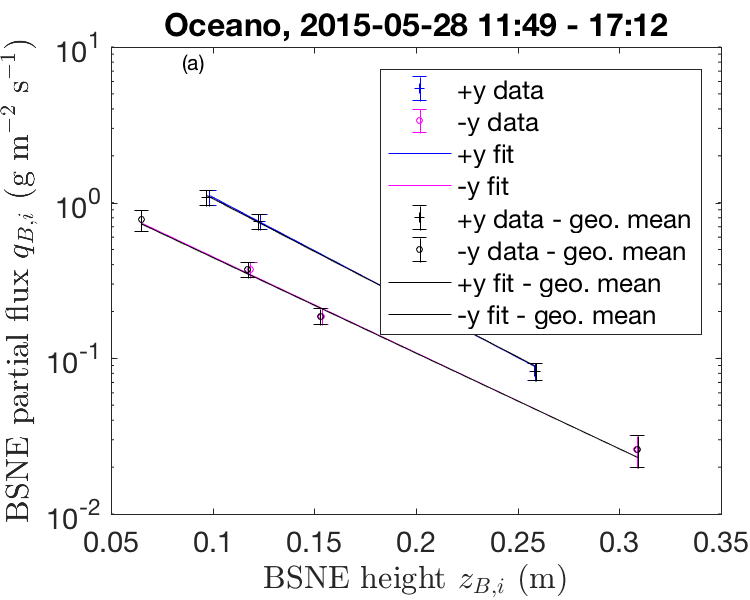 Oceano, 2015-05-28 11:49 - 17:12
(a)
BSNE partial flux q_{B,i} (g m^{-2} s^{-1})
10^1
10^0
10^{-1}
10^{-2}
+y data
-y data
+y fit
-y fit
+y data - geo. mean
-y data - geo. mean
+y fit - geo. mean
-y fit - geo. mean
0.05 0.1 0.15 0.2 0.25 0.3 0.35
BSNE height z_{B,i} (m)